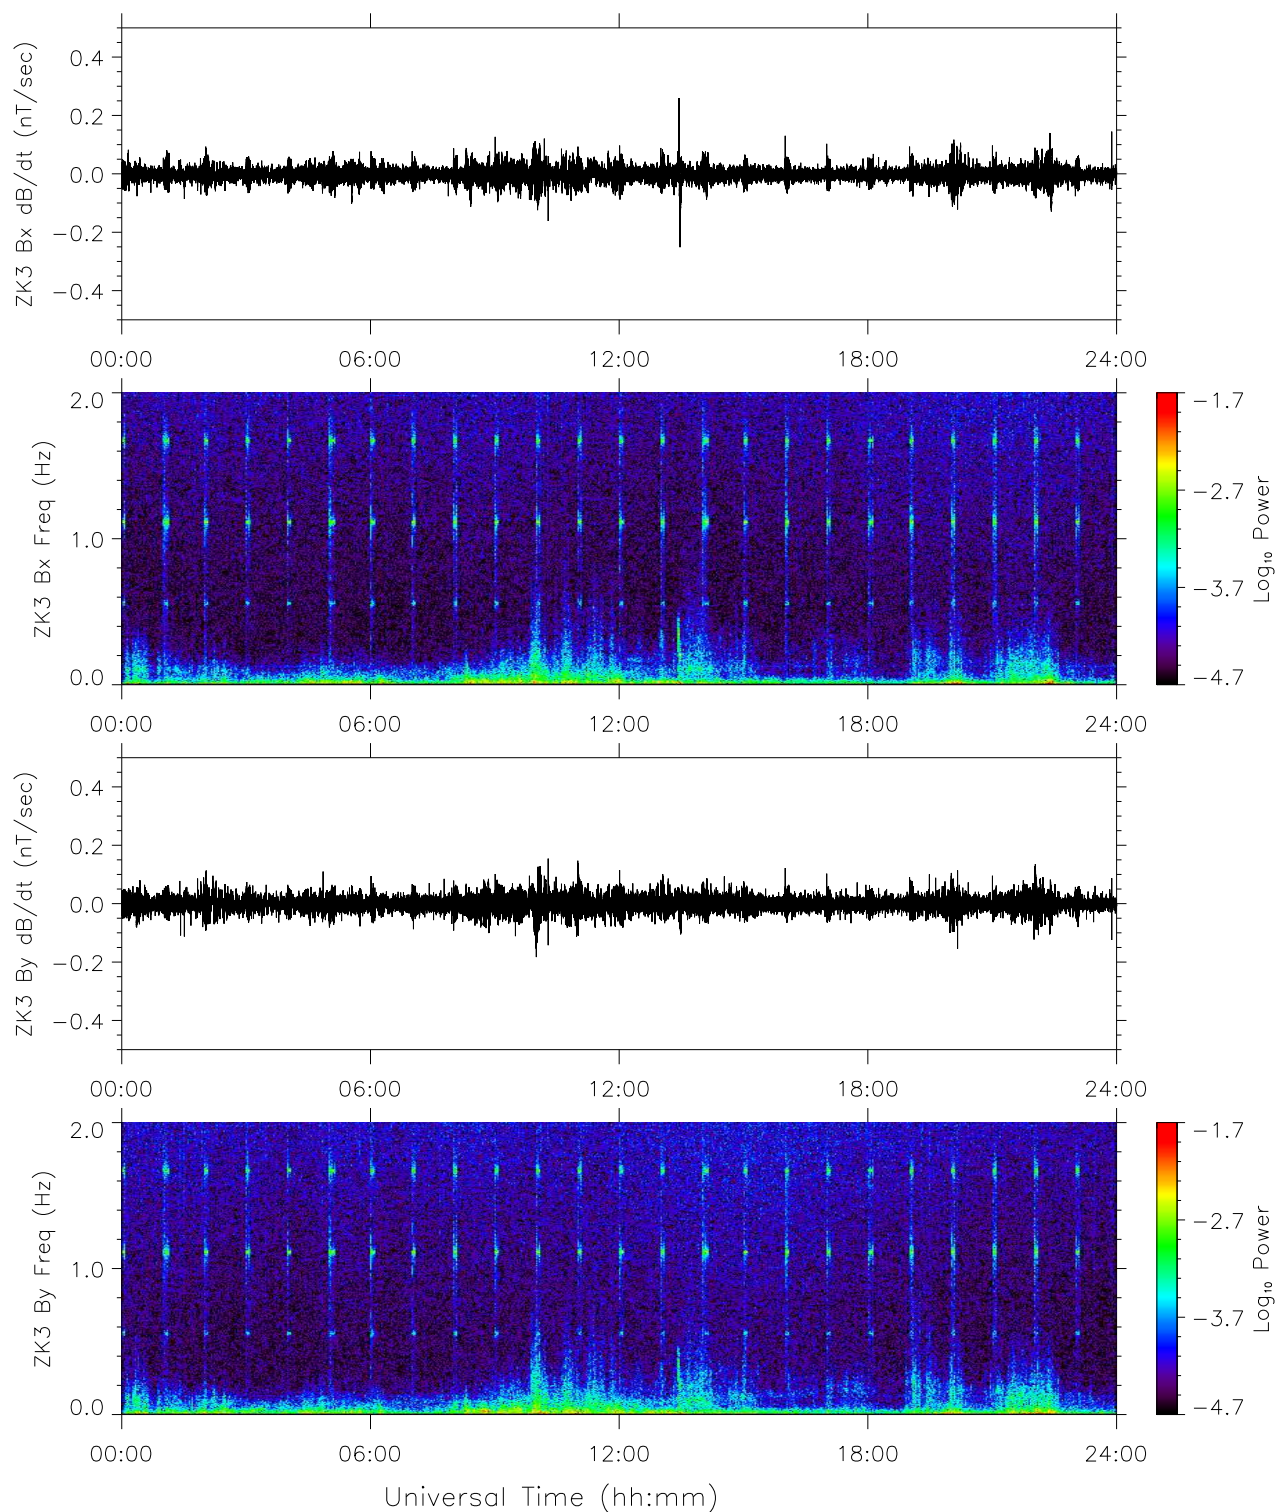 ZK3 Bx dB/dt (nT/sec)
0.4
0.2
0.0
−0.2
−0.4
00:00 06:00 12:00 18:00 24:00
ZK3 Bx Freq (Hz)
2.0
1.0
0.0
−1.7
−2.7
−3.7
−4.7
Log₁₀ Power
00:00 06:00 12:00 18:00 24:00
ZK3 By dB/dt (nT/sec)
0.4
0.2
0.0
−0.2
−0.4
00:00 06:00 12:00 18:00 24:00
ZK3 By Freq (Hz)
2.0
1.0
0.0
−1.7
−2.7
−3.7
−4.7
Log₁₀ Power
00:00 06:00 12:00 18:00 24:00
Universal Time (hh:mm)